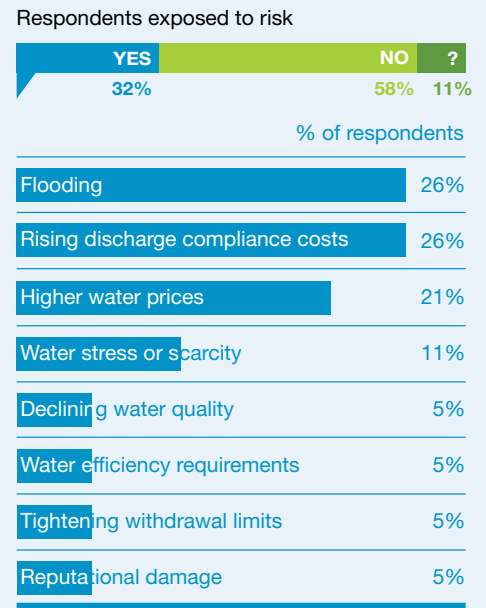 Respondents exposed to risk
YES NO ?
32% 58% 11%
% of respondents
Flooding 26%
Rising discharge compliance costs 26%
Higher water prices 21%
Water stress or scarcity 11%
Declining water quality 5%
Water efficiency requirements 5%
Tightening withdrawal limits 5%
Reputational damage 5%